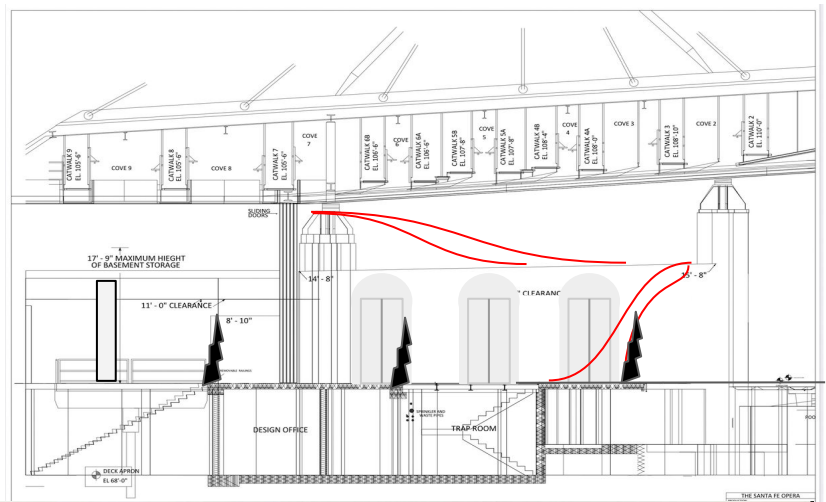 CATWALK 9
EL. 105'-6"
COVE 9
CATWALK 8
EL. 105'-6"
COVE 8
CATWALK 7
EL. 105'-6"
COVE
7
CATWALK 6B
EL. 106'-6"
COVE
CATWALK 6A
EL. 106'-6"
CATWALK 5B
EL. 107'-8"
COVE
5
CATWALK 5A
EL. 107'-8"
CATWALK 4B
EL. 108'-4"
COVE
4
CATWALK 4A
EL. 108'-0"
COVE 3
CATWALK 3
EL. 108'-10"
COVE 2
CATWALK 2
EL. 110'-0"
SLIDING
DOORS
17' - 9" MAXIMUM HIEGHT
OF BASEMENT STORAGE
14' - 8"
15' - 8"
" CLEARANCE
11' - 0" CLEARANCE
8' - 10"
SPRINKLER AND
WASTE PIPES
DESIGN OFFICE
TRAP ROOM
DECK APRON
EL 68'-0"
THE SANTA FE OPERA